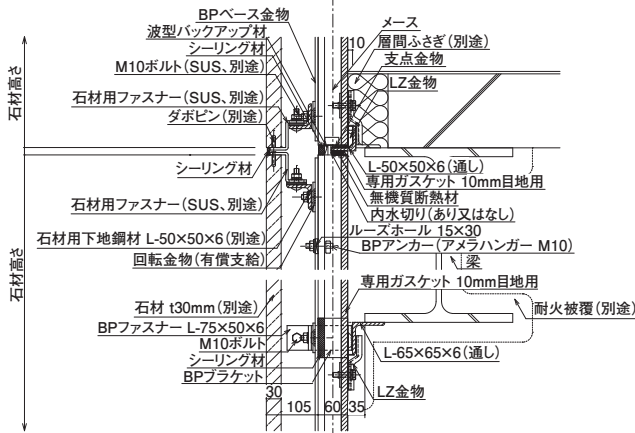 BPベース金物
波型バックアップ材
シーリング材
M10ボルト(SUS、別途)
石材用ファスナー(SUS、別途)
ダボピン(別途)
シーリング材
石材用ファスナー(SUS、別途)
石材用下地鋼材 L-50×50×6(別途)
回転金物(有償支給)
石材 t30mm(別途)
BPファスナー L-75×50×6
M10ボルト
シーリング材
BPブラケット
石材高さ
石材高さ
10
メース
層間ふさぎ(別途)
支点金物
LZ金物
L-50×50×6(通し)
専用ガスケット 10mm目地用
無機質断熱材
内水切り(あり又はなし)
ルーズホール 15×30
BPアンカー(アメラハンガー M10)
梁
専用ガスケット 10mm目地用
耐火被覆(別途)
L-65×65×6(通し)
LZ金物
30
105
60
35